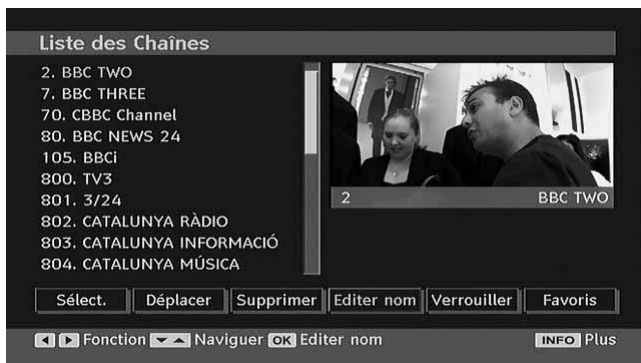 Liste des Chaînes
2. BBC TWO
7. BBC THREE
70. CBBC Channel
80. BBC NEWS 24
105. BBCi
800. TV3
801. 3/24
802. CATALUNYA RÀDIO
803. CATALUNYA INFORMACIÓ
804. CATALUNYA MÚSICA
2 BBC TWO
Sélect. Déplacer Supprimer Editer nom Verrouiller Favoris
Fonction Naviguer OK Editer nom INFO Plus